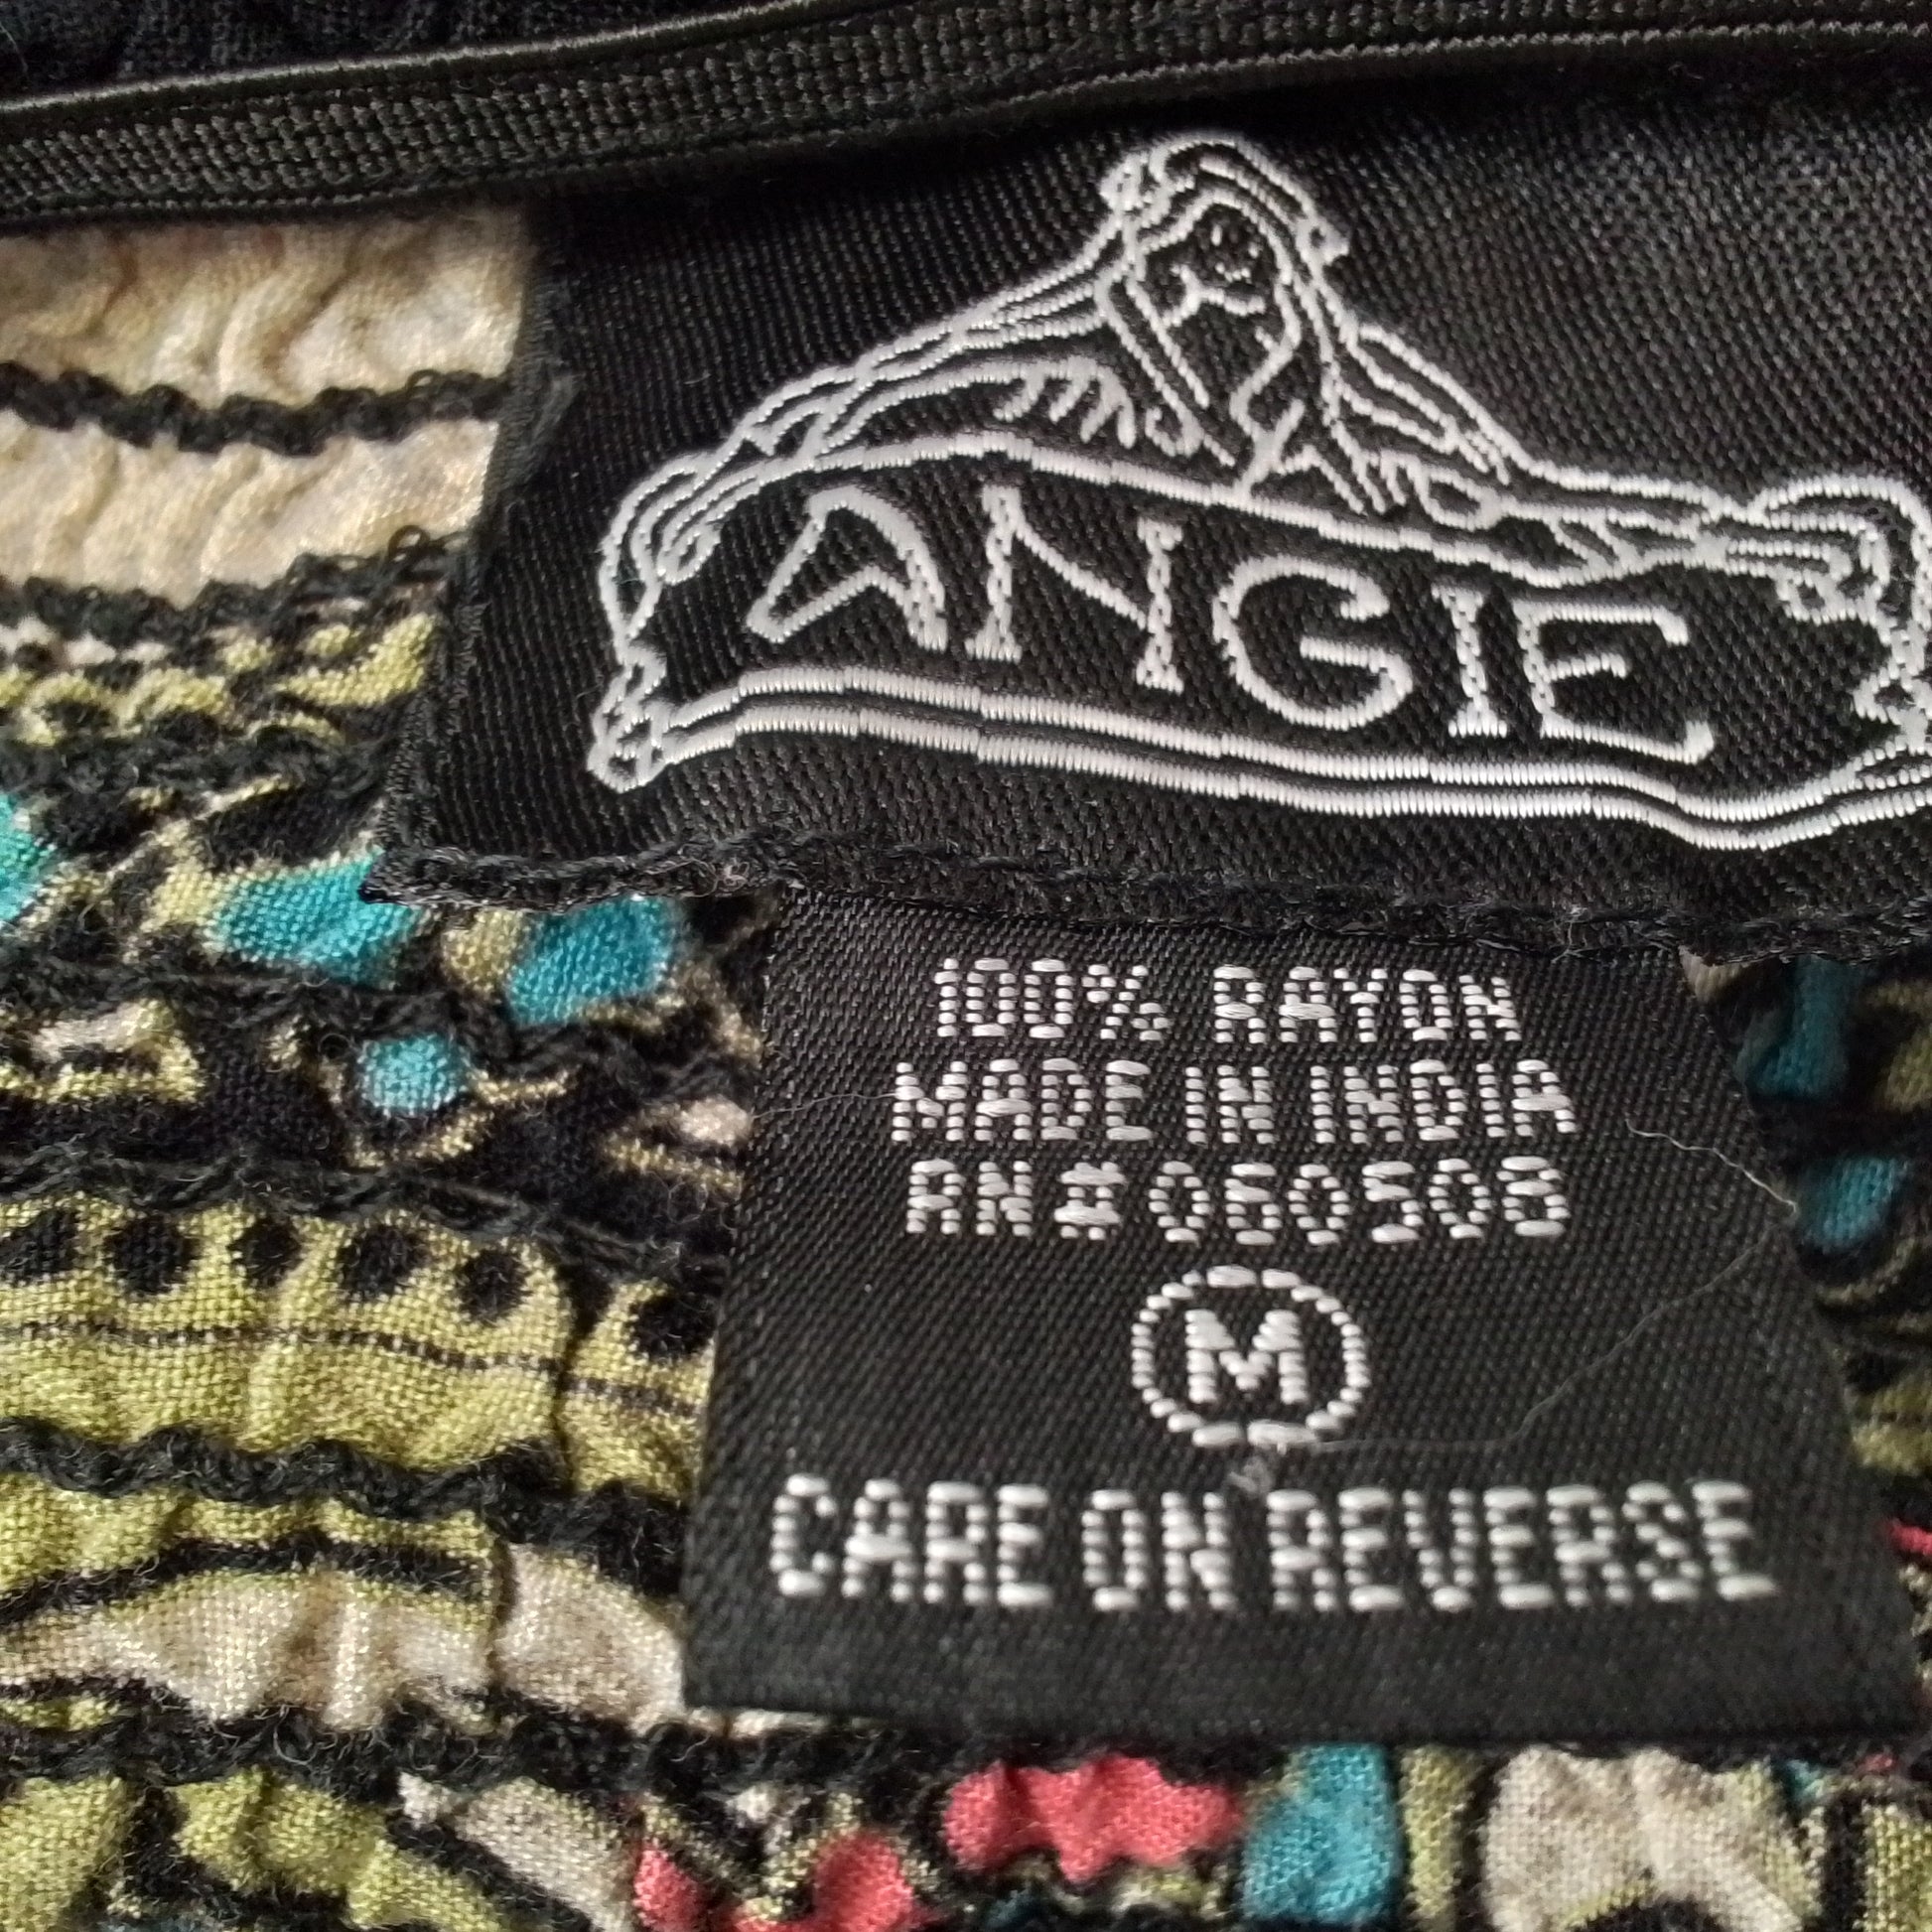 ANGIE
100% RAYON
MADE IN INDIA
RN#060508
M
CARE ON REVERSE